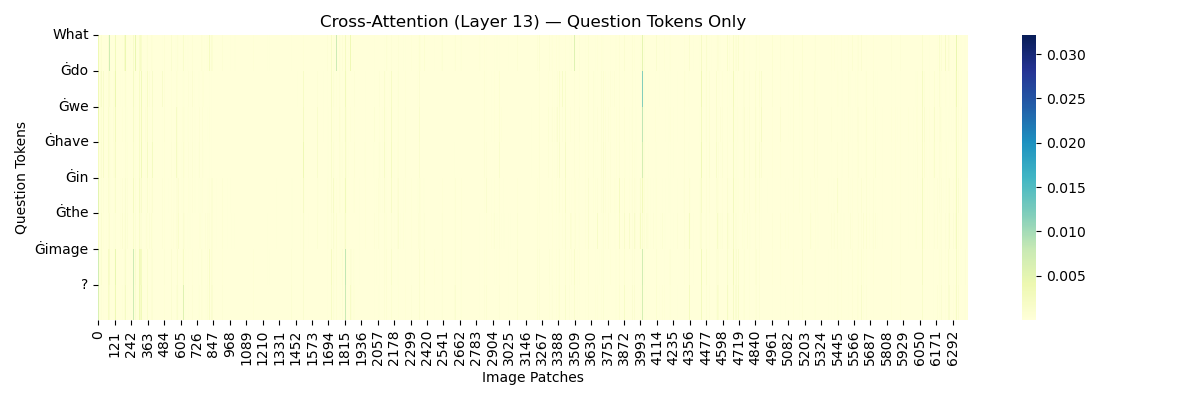 Cross-Attention (Layer 13) — Question Tokens Only
Question Tokens
What
Ġdo
Ġwe
Ġhave
Ġin
Ġthe
Ġimage
?
0 121 242 363 484 605 726 847 968 1089 1210 1331 1452 1573 1694 1815 1936 2057 2178 2299 2420 2541 2662 2783 2904 3025 3146 3267 3388 3509 3630 3751 3872 3993 4114 4235 4356 4477 4598 4719 4840 4961 5082 5203 5324 5445 5566 5687 5808 5929 6050 6171 6292
Image Patches
0.030
0.025
0.020
0.015
0.010
0.005